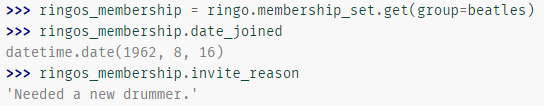 >>> ringos_membership = ringo.membership_set.get(group=beatles)
>>> ringos_membership.date_joined
datetime.date(1962, 8, 16)
>>> ringos_membership.invite_reason
'Needed a new drummer.'